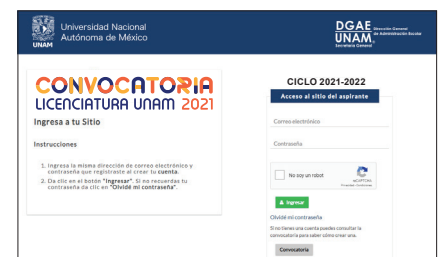 UNAM
Universidad Nacional
Autónoma de México
DGAE Dirección General
de Administración Escolar
UNAM
Secretaría General
CONVOCATORIA
LICENCIATURA UNAM 2021
Ingresa a tu Sitio
Instrucciones
1. Ingresa la misma dirección de correo electrónico y
contraseña que registraste al crear tu cuenta.
2. Da clic en el botón "Ingresar". Si no recuerdas tu
contraseña da clic en "Olvidé mi contraseña".
CICLO 2021-2022
Acceso al sitio del aspirante
Correo electrónico
Contraseña
No soy un robot
reCAPTCHA
Ingresar
Olvidé mi contraseña
Si no tienes una cuenta puedes consultar la
convocatoria para saber cómo crear una.
Convocatoria